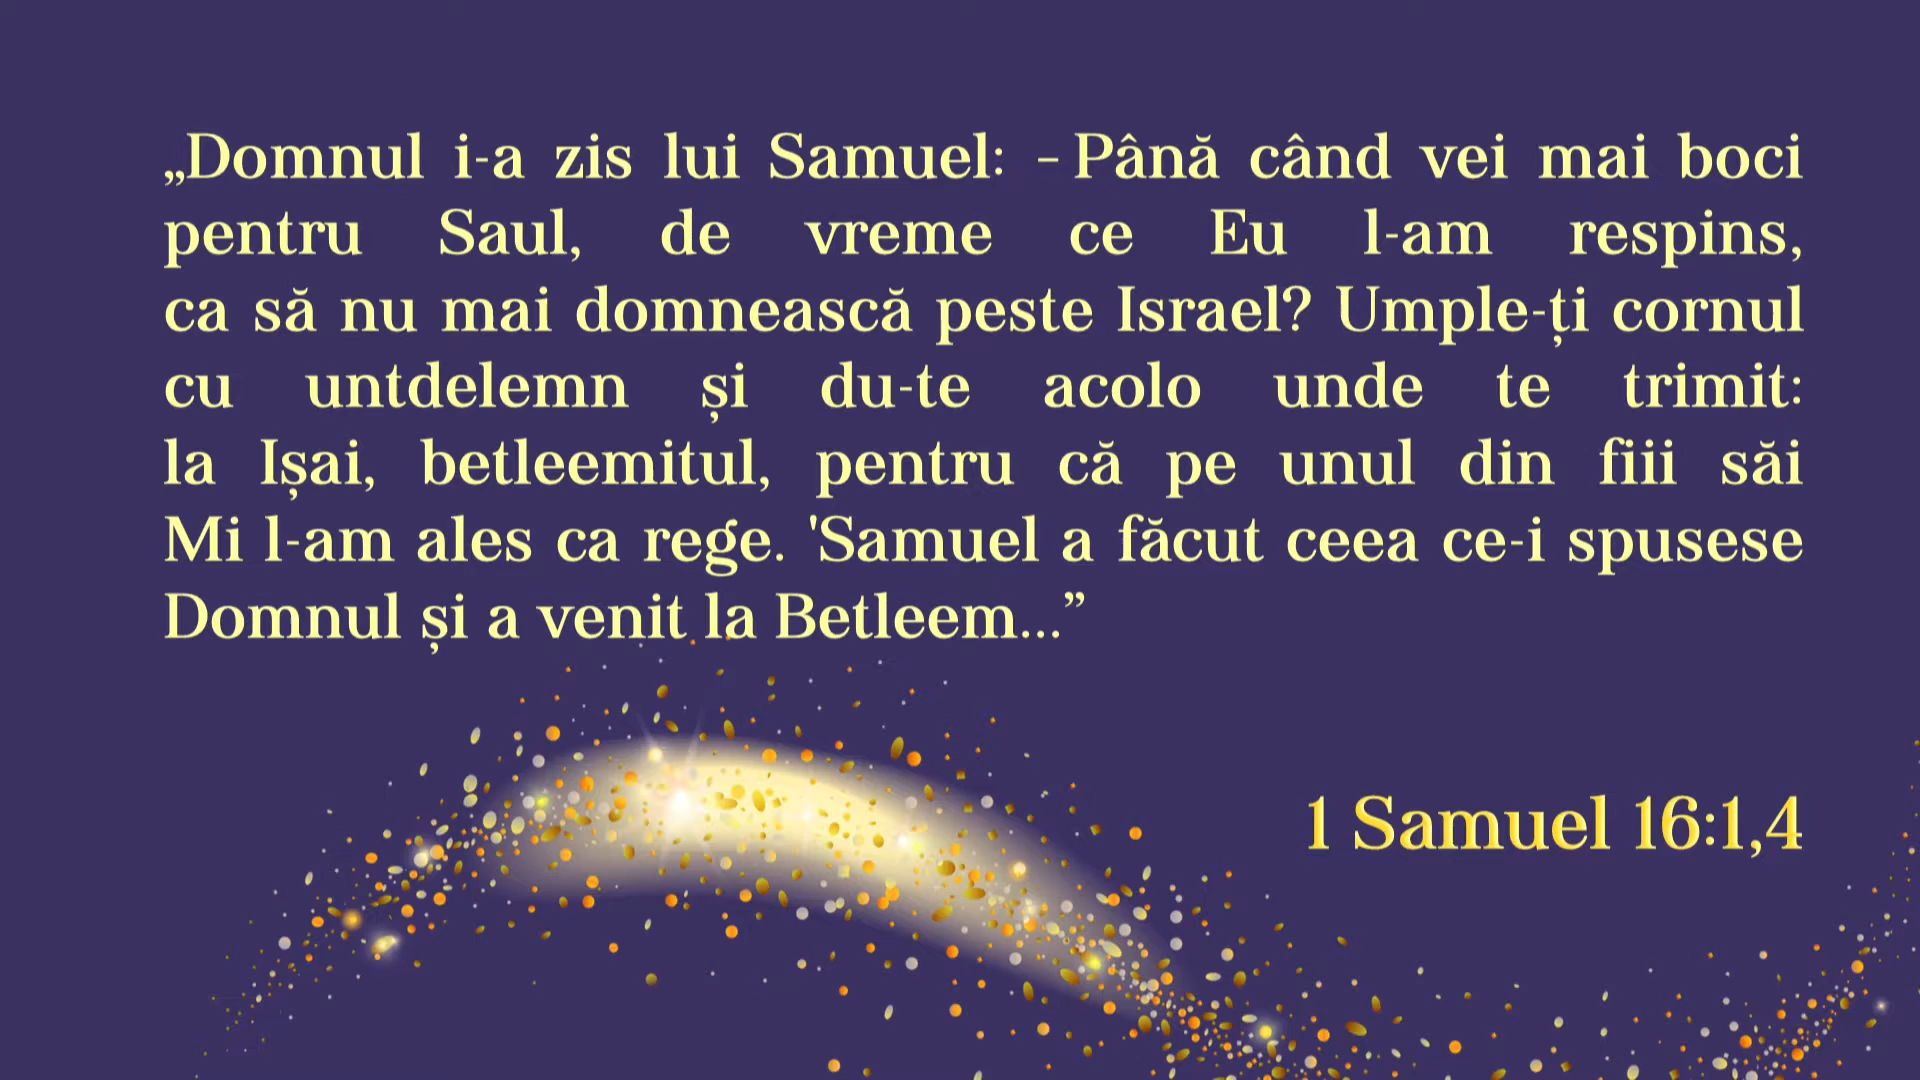 „Domnul i-a zis lui Samuel: – Până când vei mai boci
pentru Saul, de vreme ce Eu l-am respins,
ca să nu mai domnească peste Israel? Umple-ți cornul
cu untdelemn și du-te acolo unde te trimit:
la Ișai, betleemitul, pentru că pe unul din fiii săi
Mi l-am ales ca rege. 'Samuel a făcut ceea ce-i spusese
Domnul și a venit la Betleem...”
1 Samuel 16:1,4